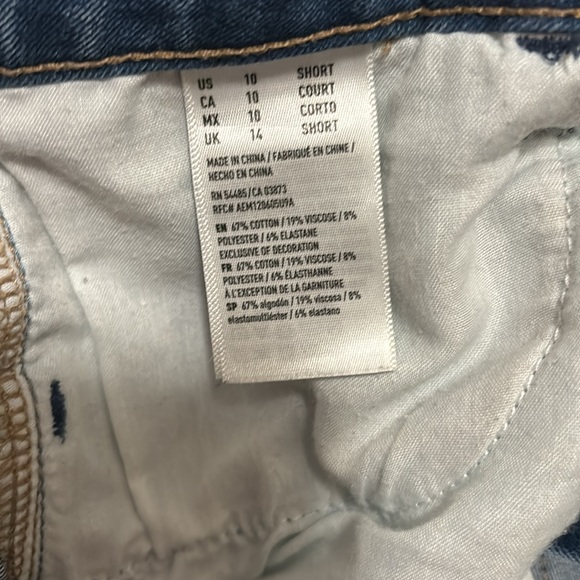 US 10 SHORT
CA 10 COURT
MX 10 CORTO
UK 14 SHORT
MADE IN CHINA / FABRIQUÉ EN CHINE /
HECHO EN CHINA
RN 54485 / CA 03873
RFC# AEM120605U9A
EN 67% COTTON / 19% VISCOSE / 8%
POLYESTER / 6% ELASTANE
EXCLUSIVE OF DECORATION
FR 67% COTON / 19% VISCOSE / 8%
POLYESTER / 6% ÉLASTHANNE
À L'EXCEPTION DE LA GARNITURE
SP 67% algodón / 19% viscosa / 8%
elastomultiéster / 6% elastano